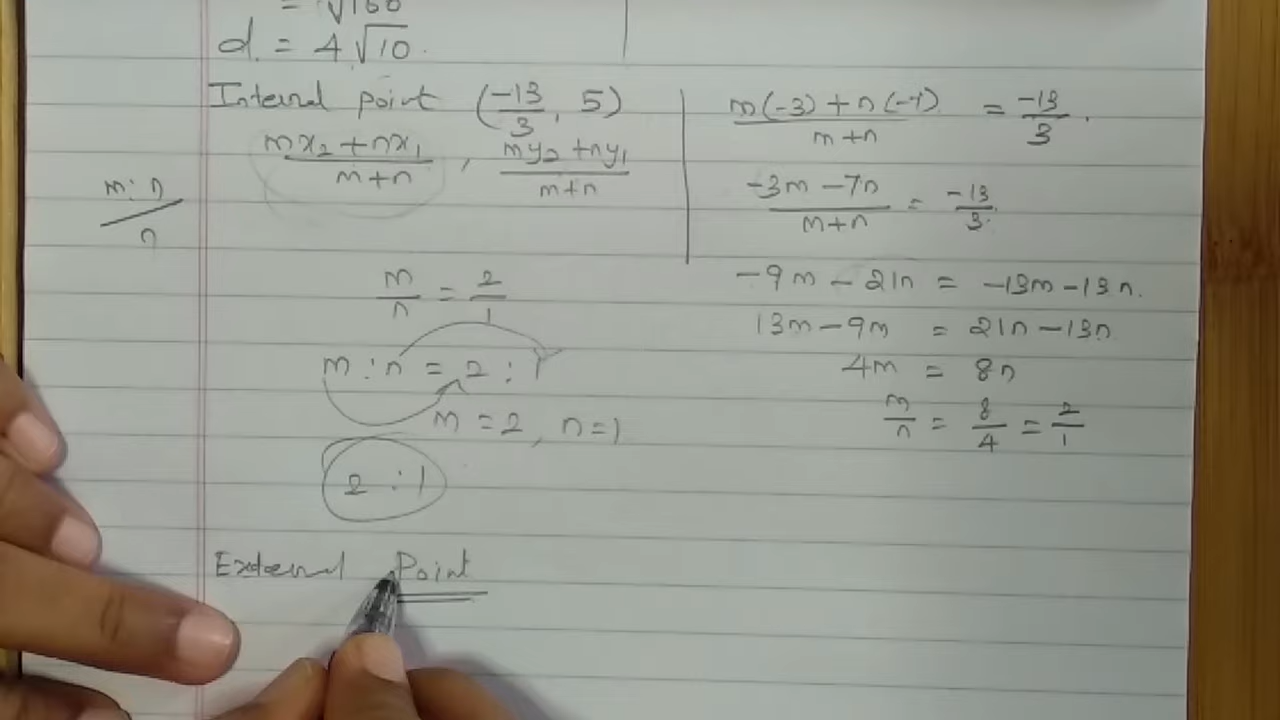 = √160
d. = 4√10.
Internal point (-13/3, 5)
(mx₂ + nx₁)/(m+n) , (my₂ + ny₁)/(m+n)
m:n
n
m/n = 2/1
m : n = 2 : 1
m = 2, n = 1
2 : 1
External Point
(m(-3) + n(-7))/(m+n) = -13/3.
(-3m - 7n)/(m+n) = -13/3.
-9m - 21n = -13m - 13n.
13m - 9m = 21n - 13n
4m = 8n
m/n = 8/4 = 2/1